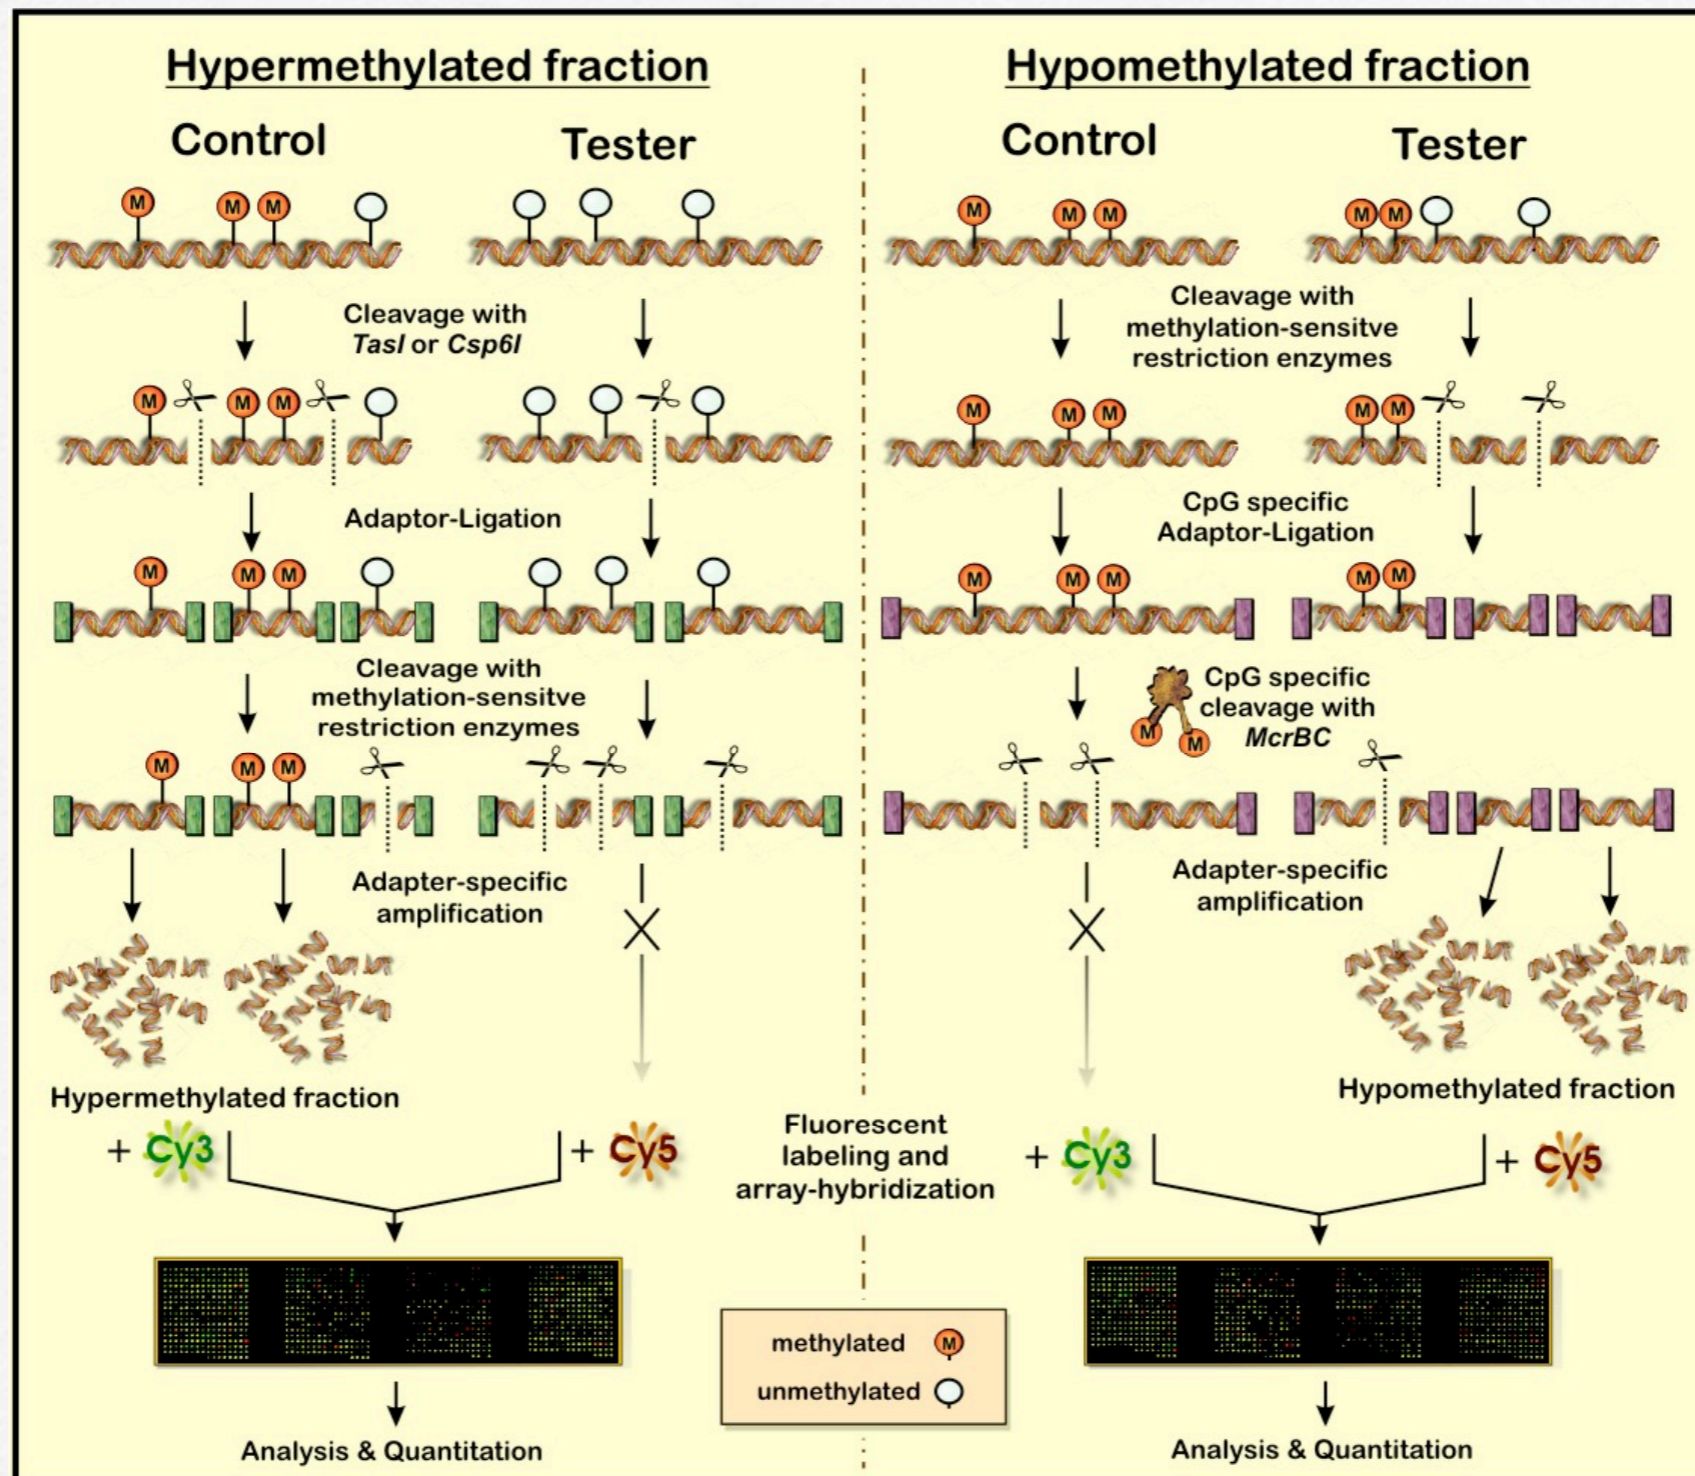 Hypermethylated fraction
Control
Tester
M
M
M
Cleavage with
TasI or Csp6I
M
M
M
Adaptor-Ligation
M
M
M
Cleavage with
methylation-sensitve
restriction enzymes
M
M
M
Adapter-specific
amplification
Hypermethylated fraction
+ Cy3
+ Cy5
Analysis & Quantitation
Hypomethylated fraction
Control
Tester
M
M
M
M
M
Cleavage with
methylation-sensitve
restriction enzymes
M
M
M
M
M
CpG specific
Adaptor-Ligation
M
M
M
M
M
CpG specific
cleavage with
McrBC
M
M
Adapter-specific
amplification
Hypomethylated fraction
Fluorescent
labeling and
array-hybridization
+ Cy3
+ Cy5
methylated M
unmethylated
Analysis & Quantitation